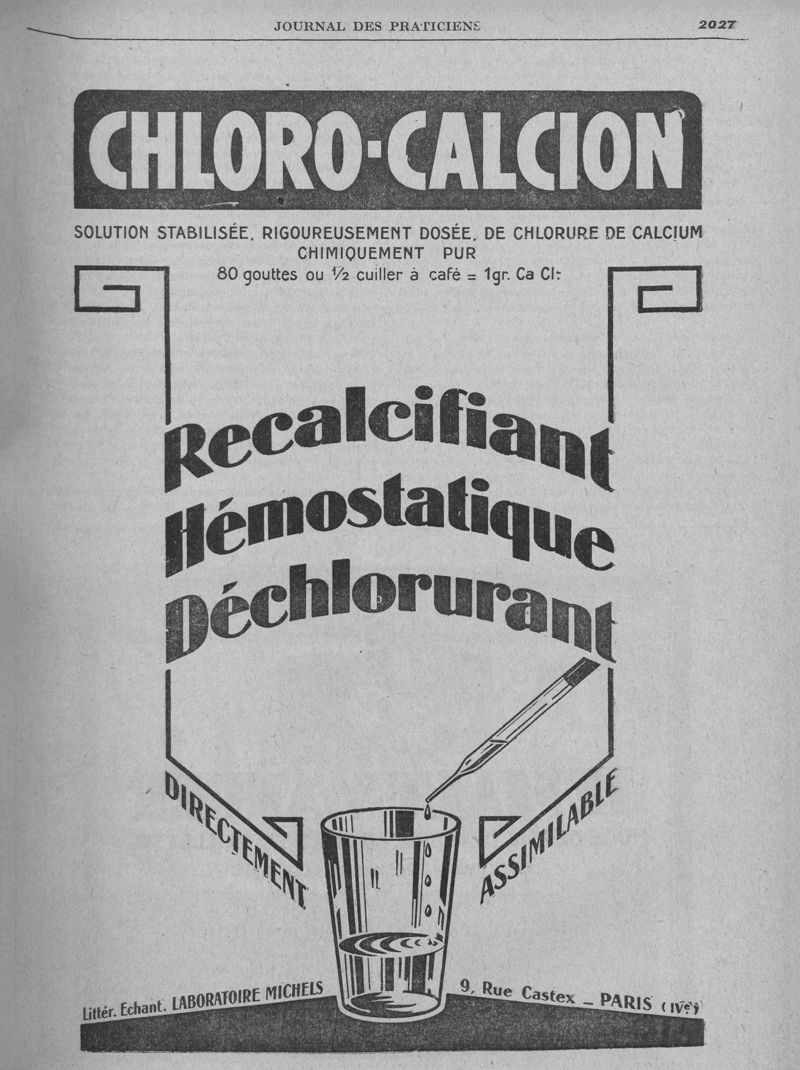 JOURNAL DES PRATICIENS 2027
CHLORO-CALCION
SOLUTION STABILISÉE, RIGOUREUSEMENT DOSÉE, DE CHLORURE DE CALCIUM
CHIMIQUEMENT PUR
80 gouttes ou ½ cuiller à café = 1gr. Ca Cl²
Recalcifiant
Hémostatique
Déchlorurant
DIRECTEMENT
ASSIMILABLE
Littér. Echant. LABORATOIRE MICHELS
9, Rue Castex _ PARIS (IVe)